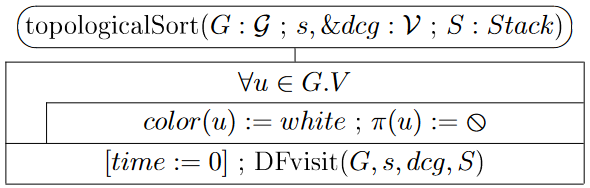 topologicalSort(G : 𝓖 ; s, &dcg : 𝓥 ; S : Stack)
∀u ∈ G.V
color(u) := white ; π(u) := ⦸
[time := 0] ; DFvisit(G, s, dcg, S)